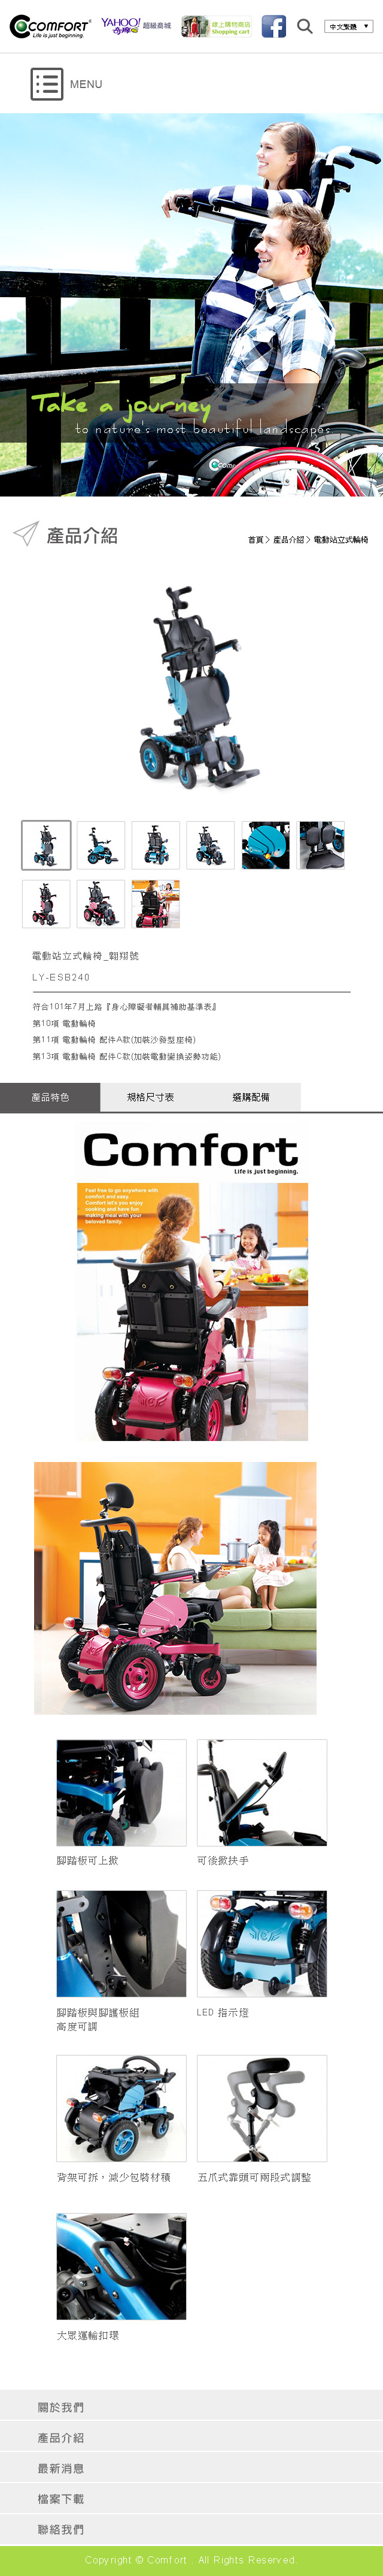 COMFORT
Life is just beginning.
YAHOO!
奇摩
超級商城
線上購物商店
Shopping cart
中文繁體
MENU
Take a journey
to nature's most beautiful landscapes.
產品介紹
首頁 〉 產品介紹 〉 電動站立式輪椅
電動站立式輪椅_翱翔號
LY-ESB240
符合101年7月上路『身心障礙者輔具補助基準表』
第10項 電動輪椅
第11項 電動輪椅 配件A款(加裝沙發型座椅)
第13項 電動輪椅 配件C款(加裝電動變換姿勢功能)
產品特色
規格尺寸表
選購配備
Comfort
Life is just beginning.
Feel free to go anywhere with
comfort and easy.
Comfort let's you enjoy
cooking and have fun
making meal with your
beloved family.
腳踏板可上掀
可後掀扶手
腳踏板與腳護板組
高度可調
LED 指示燈
背架可拆，減少包裝材積
五爪式靠頭可兩段式調整
大眾運輸扣環
關於我們
產品介紹
最新消息
檔案下載
聯絡我們
Copyright © Comfort . All Rights Reserved.